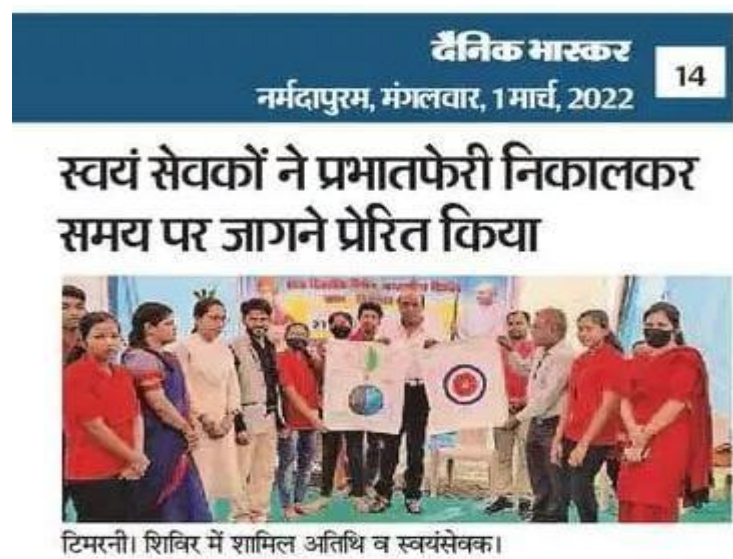 दैनिक भास्कर
14
नर्मदापुरम, मंगलवार, 1 मार्च, 2022
स्वयं सेवकों ने प्रभातफेरी निकालकर
समय पर जागने प्रेरित किया
टिमरनी। शिविर में शामिल अतिथि व स्वयंसेवक।